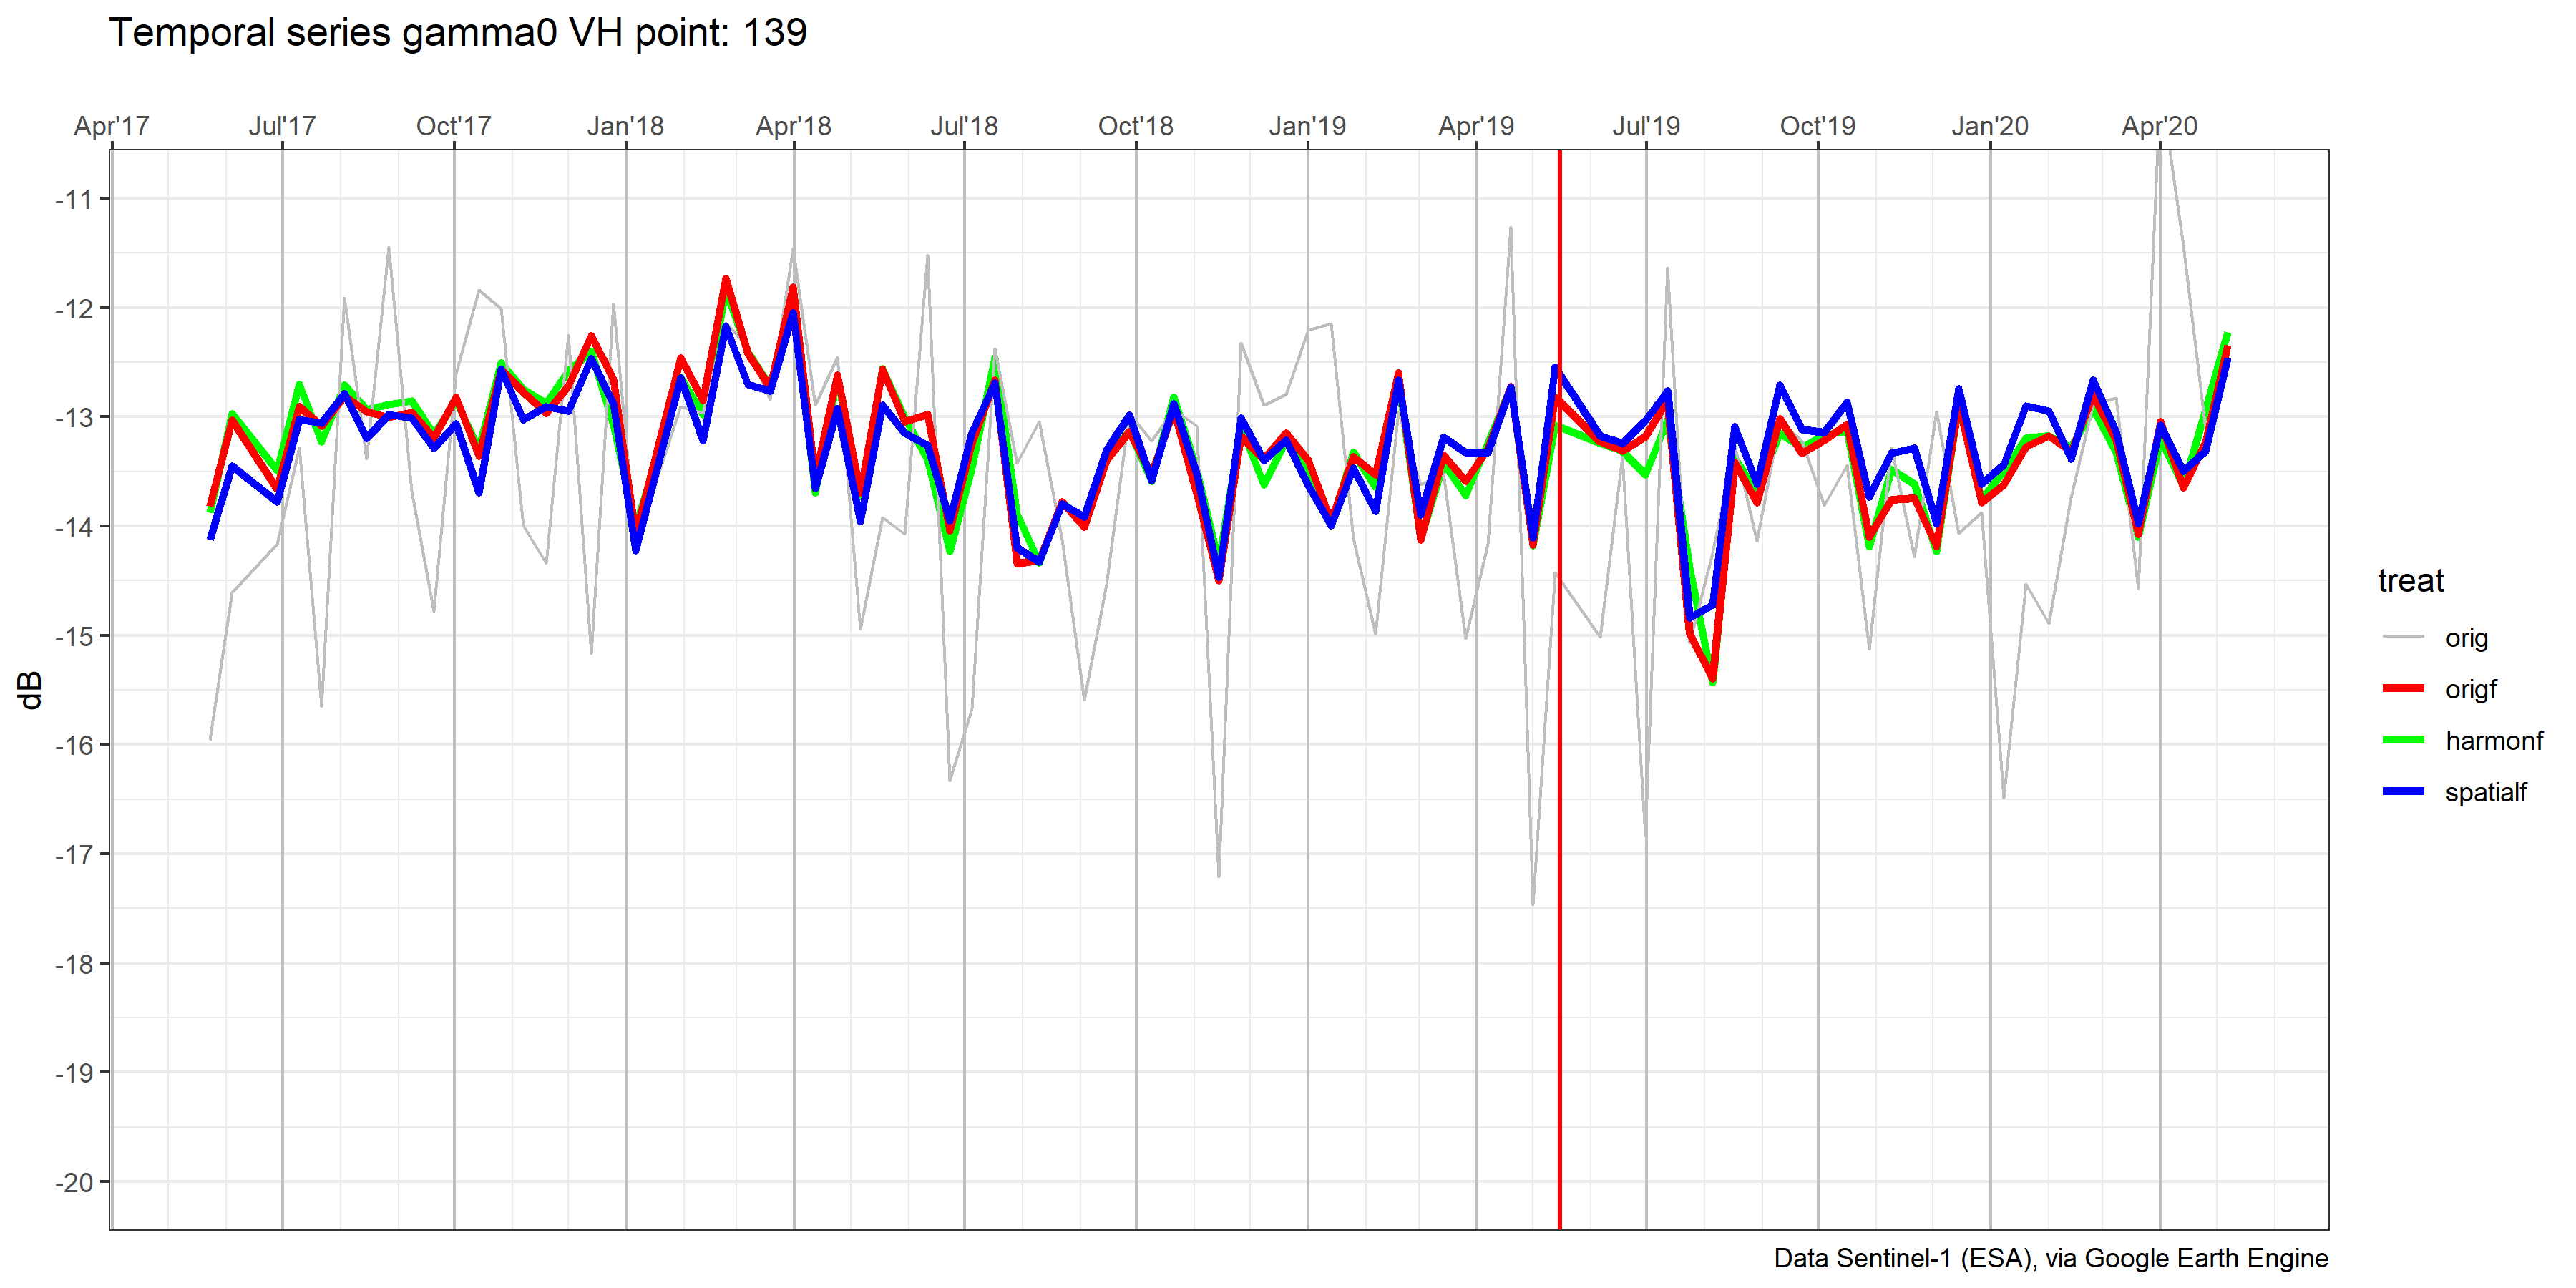 Temporal series gamma0 VH point: 139
Apr'17 Jul'17 Oct'17 Jan'18 Apr'18 Jul'18 Oct'18 Jan'19 Apr'19 Jul'19 Oct'19 Jan'20 Apr'20
-11
-12
-13
-14
-15
-16
-17
-18
-19
-20
dB
treat
orig
origf
harmonf
spatialf
Data Sentinel-1 (ESA), via Google Earth Engine